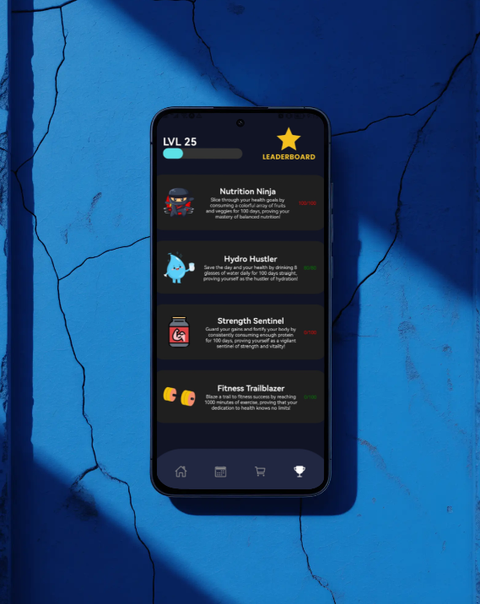 LVL 25
LEADERBOARD
Nutrition Ninja
Slice through your health goals by
consuming a colorful array of fruits
and veggies for 100 days, proving your
mastery of balanced nutrition!
Hydro Hustler
Save the day and your health by drinking 8
glasses of water daily for 100 days straight,
proving yourself as the hustler of hydration!
Strength Sentinel
Guard your gains and fortify your body by
consistently consuming enough protein
for 100 days, proving yourself as a vigilant
sentinel of strength and vitality!
Fitness Trailblazer
Blaze a trail to fitness success by reaching
1000 minutes of exercise, proving that your
dedication to health knows no limits!